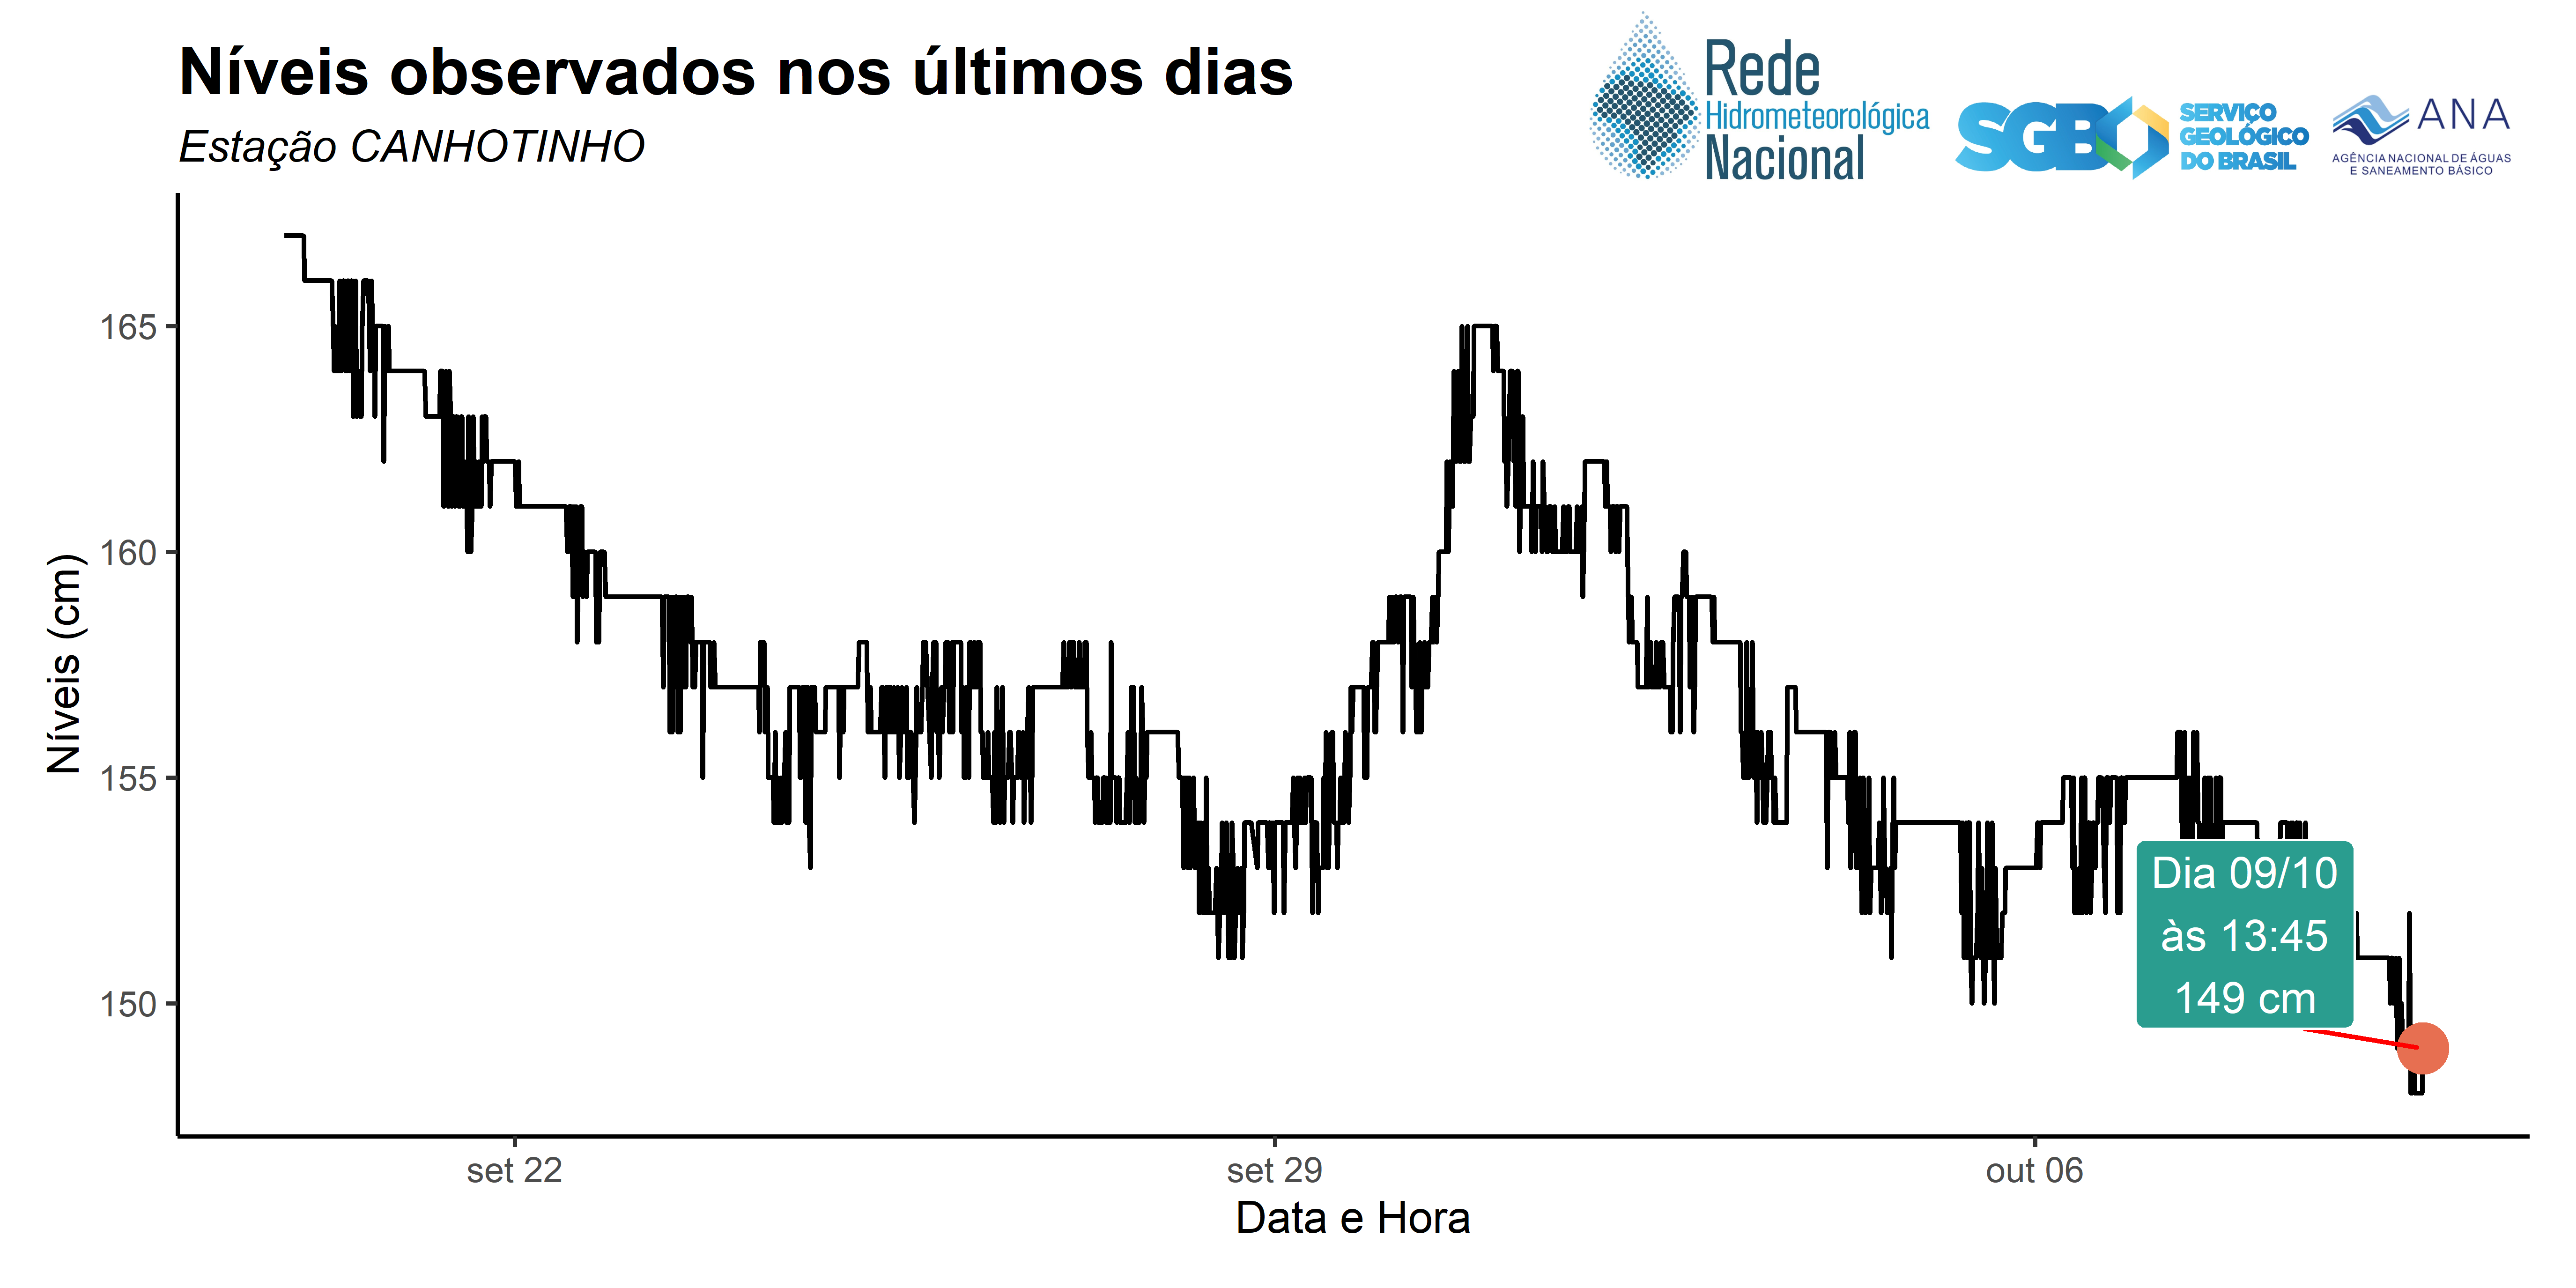 Níveis observados nos últimos dias
Estação CANHOTINHO
Rede
Hidrometeorológica
Nacional
SGB
SERVIÇO
GEOLÓGICO
DO BRASIL
ANA
AGÊNCIA NACIONAL DE ÁGUAS
E SANEAMENTO BÁSICO
Níveis (cm)
165
160
155
150
Dia 09/10
às 13:45
149 cm
set 22
set 29
out 06
Data e Hora